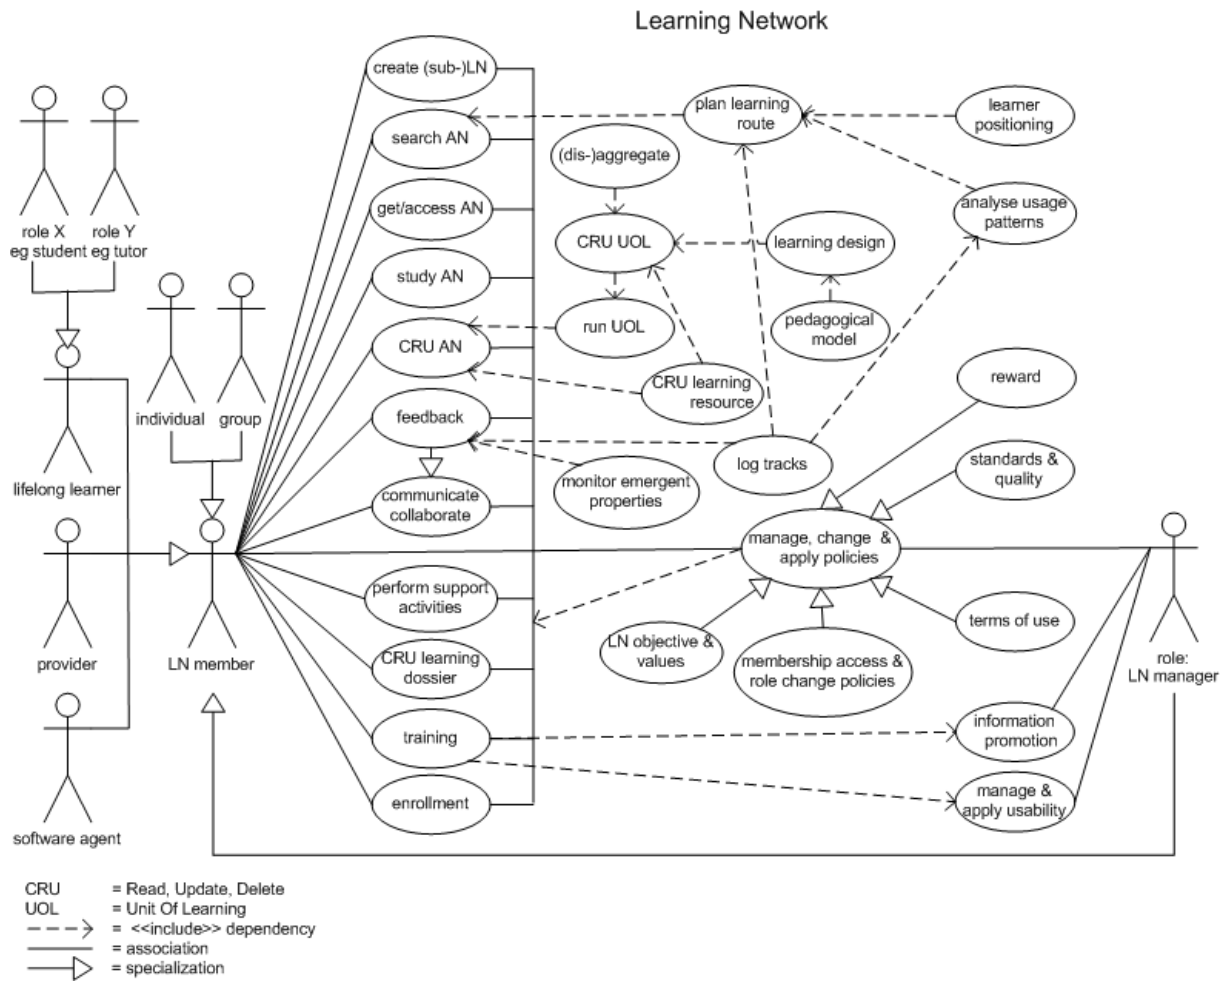 Learning Network
create (sub-)LN
search AN
get/access AN
study AN
CRU AN
feedback
communicate
collaborate
perform support
activities
CRU learning
dossier
training
enrollment
role X
eg student
role Y
eg tutor
individual
group
lifelong learner
provider
LN member
software agent
plan learning
route
learner
positioning
(dis-)aggregate
analyse usage
patterns
CRU UOL
learning design
run UOL
pedagogical
model
CRU learning
resource
reward
log tracks
standards &
quality
monitor emergent
properties
manage, change &
apply policies
LN objective &
values
membership access &
role change policies
terms of use
role:
LN manager
information
promotion
manage &
apply usability
CRU = Read, Update, Delete
UOL = Unit Of Learning
= <<include>> dependency
= association
= specialization